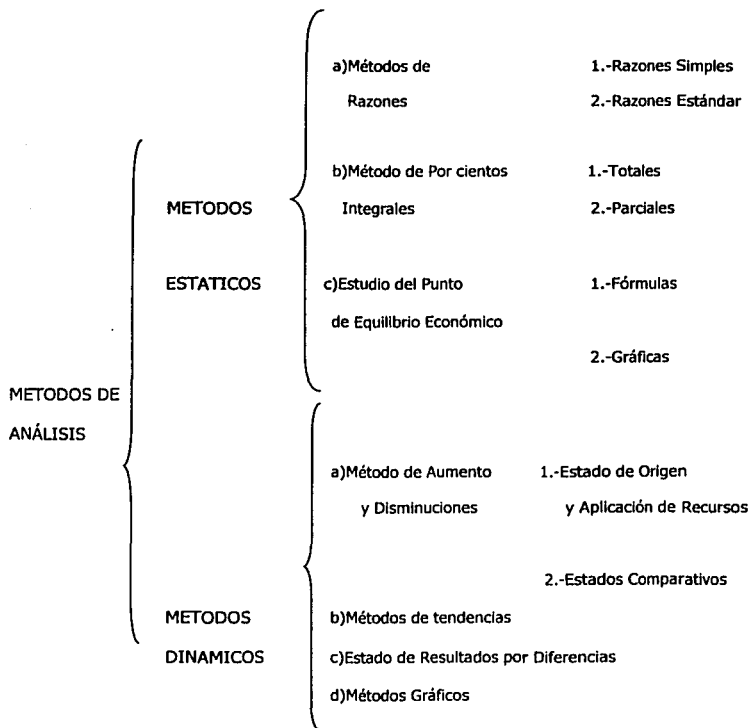 a)Métodos de
Razones
1.-Razones Simples
2.-Razones Estándar
METODOS
ESTATICOS
b)Método de Por cientos
Integrales
1.-Totales
2.-Parciales
c)Estudio del Punto
de Equilibrio Económico
1.-Fórmulas
2.-Gráficas
METODOS DE
ANÁLISIS
a)Método de Aumento
y Disminuciones
1.-Estado de Origen
y Aplicación de Recursos
2.-Estados Comparativos
METODOS
DINAMICOS
b)Métodos de tendencias
c)Estado de Resultados por Diferencias
d)Métodos Gráficos